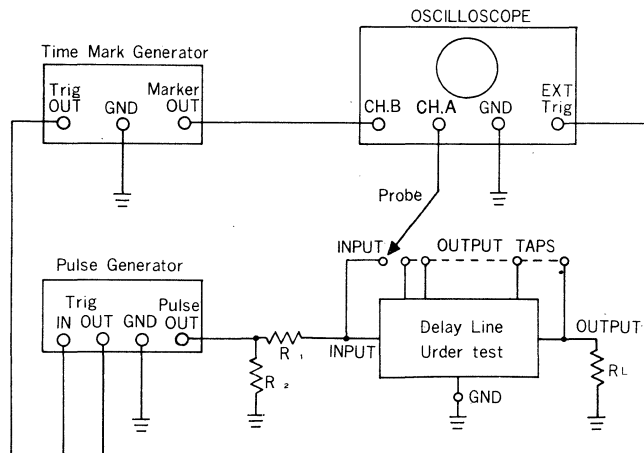 OSCILLOSCOPE
Time Mark Generator
Trig OUT
GND
Marker OUT
CH.B
CH.A
GND
EXT Trig
Probe
INPUT
OUTPUT TAPS
Pulse Generator
Trig
IN
OUT
GND
Pulse OUT
R1
R2
INPUT
Delay Line
Urder test
OUTPUT
RL
GND